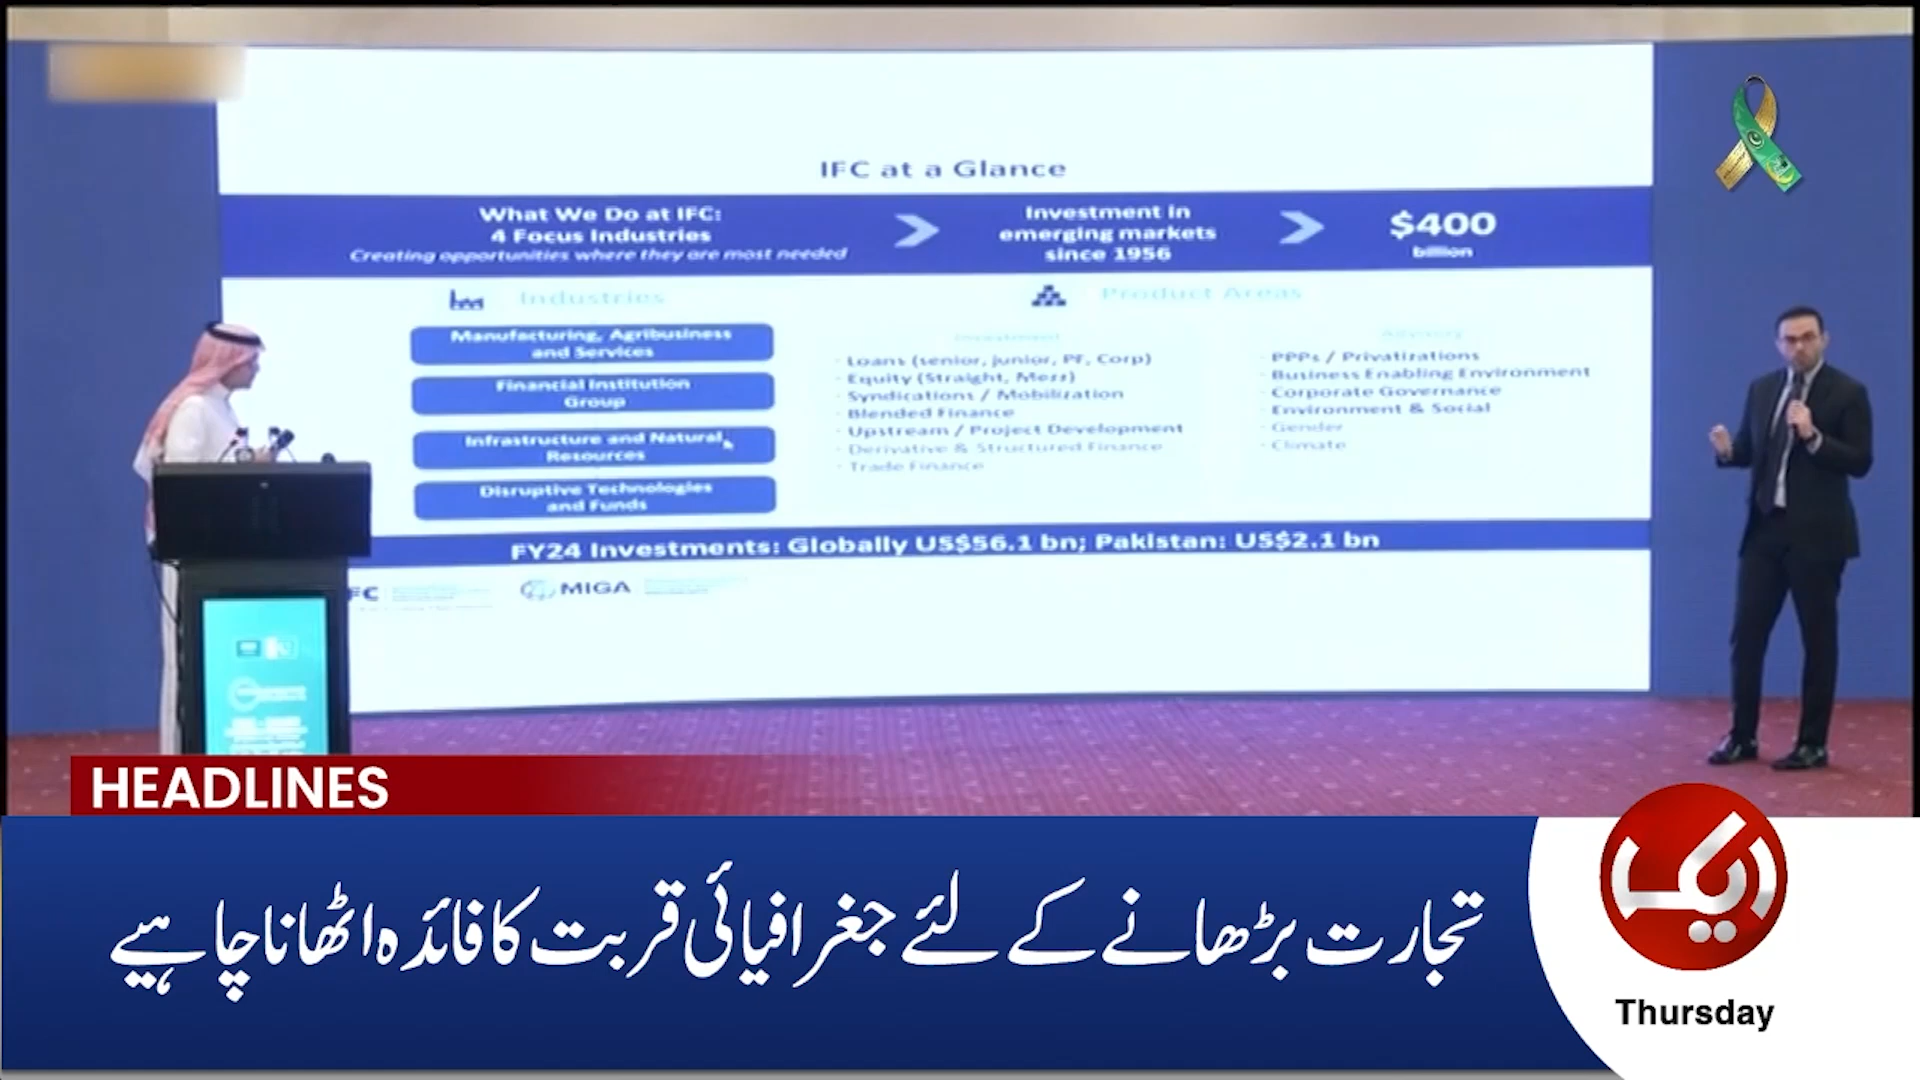 IFC at a Glance
What We Do at IFC:
4 Focus Industries
Creating opportunities where they are most needed
Investment in
emerging markets
since 1956
$400
billion
Industries
Manufacturing, Agribusiness
and Services
Financial Institution
Group
Infrastructure and Natural
Resources
Disruptive Technologies
and Funds
Product Areas
Investment
· Loans (senior, junior, PF, Corp)
· Equity (Straight, Mezz)
· Syndications / Mobilization
· Blended Finance
· Upstream / Project Development
· Derivative & Structured Finance
· Trade Finance
Advisory
· PPPs / Privatizations
· Business Enabling Environment
· Corporate Governance
· Environment & Social
· Gender
· Climate
FY24 Investments: Globally US$56.1 bn; Pakistan: US$2.1 bn
FC
MIGA
HEADLINES
تجارت بڑھانے کے لئے جغرافیائی قربت کا فائدہ اٹھانا چاہیے
ایک
Thursday